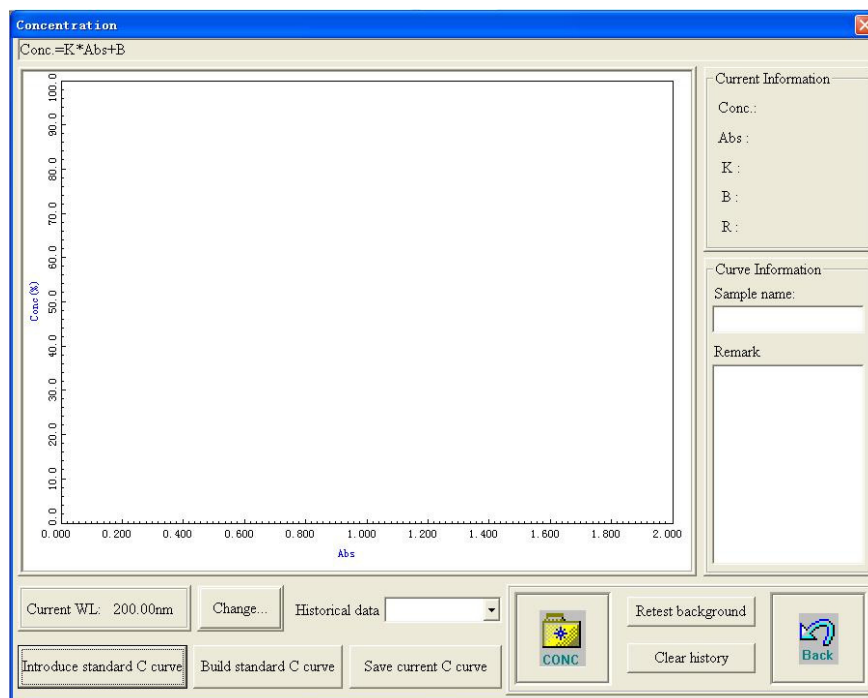 Concentration
Conc.=K*Abs+B
100.0
90.0
80.0
70.0
60.0
50.0
40.0
30.0
20.0
10.0
0.0
Conc(%)
0.000 0.200 0.400 0.600 0.800 1.000 1.200 1.400 1.600 1.800 2.000
Abs
Current Information
Conc.:
Abs :
K :
B :
R :
Curve Information
Sample name:
Remark
Current WL: 200.00nm
Change...
Historical data
Introduce standard C curve
Build standard C curve
Save current C curve
CONC
Retest background
Clear history
Back